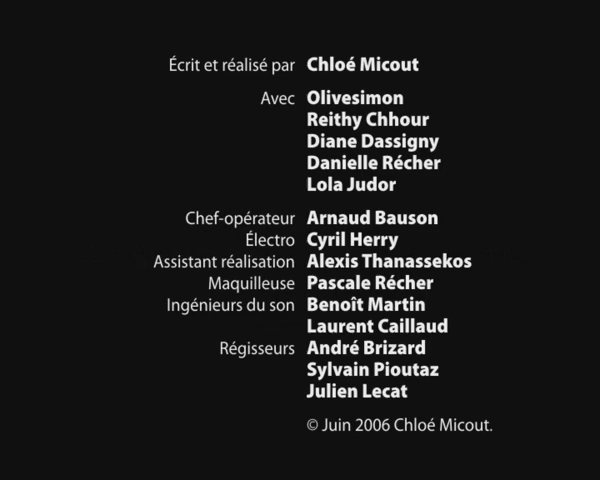 Écrit et réalisé par Chloé Micout
Avec Olivesimon
Reithy Chhour
Diane Dassigny
Danielle Récher
Lola Judor
Chef-opérateur Arnaud Bauson
Électro Cyril Herry
Assistant réalisation Alexis Thanassekos
Maquilleuse Pascale Récher
Ingénieurs du son Benoît Martin
Laurent Caillaud
Régisseurs André Brizard
Sylvain Pioutaz
Julien Lecat
© Juin 2006 Chloé Micout.